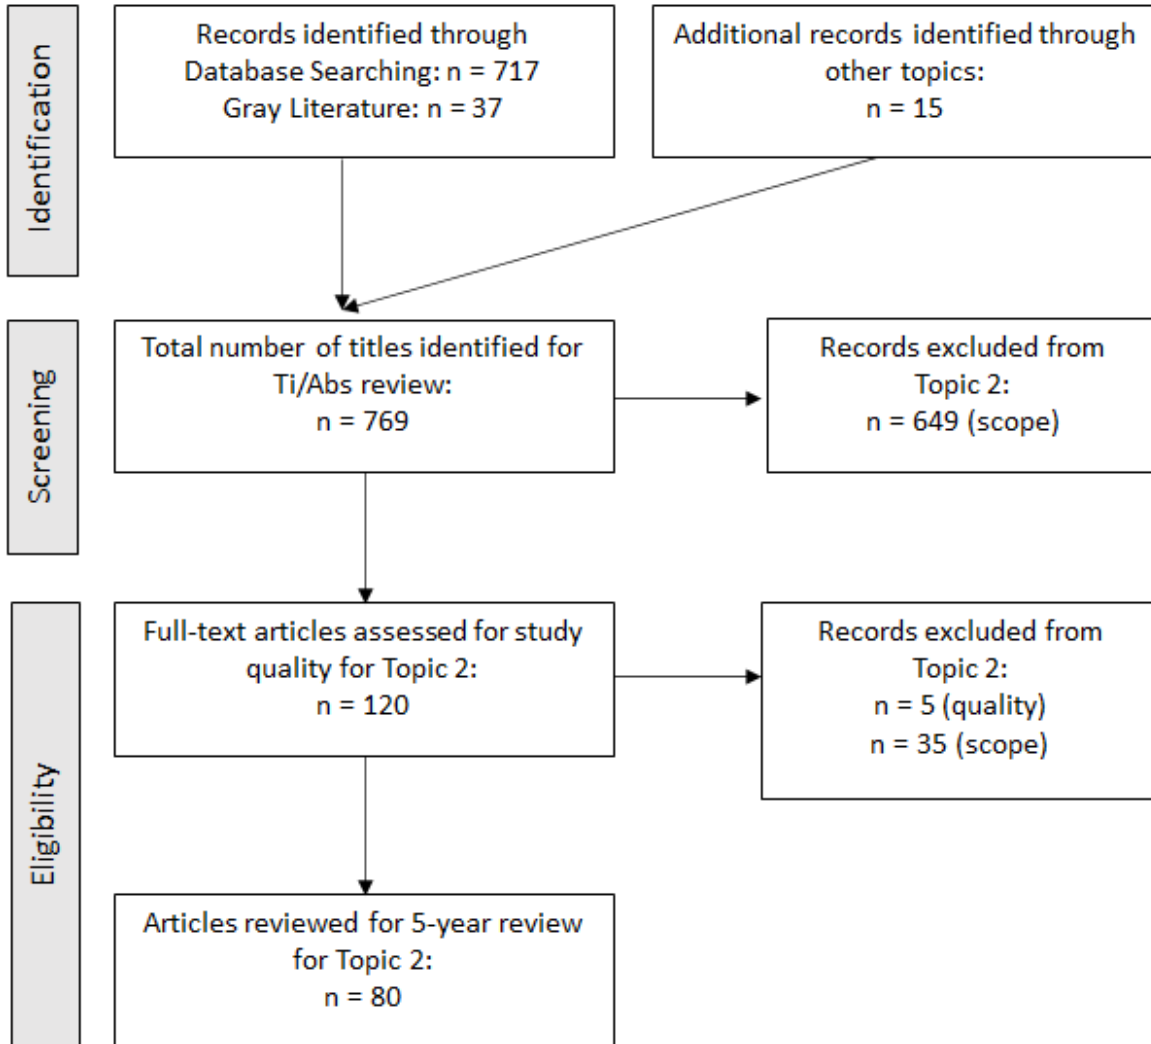 Identification
Records identified through
Database Searching: n = 717
Gray Literature: n = 37
Additional records identified through
other topics:
n = 15
Screening
Total number of titles identified for
Ti/Abs review:
n = 769
Records excluded from
Topic 2:
n = 649 (scope)
Eligibility
Full-text articles assessed for study
quality for Topic 2:
n = 120
Records excluded from
Topic 2:
n = 5 (quality)
n = 35 (scope)
Articles reviewed for 5-year review
for Topic 2:
n = 80